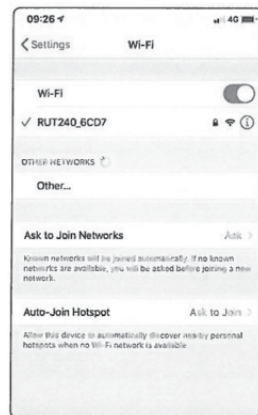 09:26
4G
Settings
Wi-Fi
Wi-Fi
RUT240_6CD7
OTHER NETWORKS
Other...
Ask to Join Networks
Ask
Known networks will be joined automatically. If no known
networks are available, you will be asked before joining a new
network.
Auto-Join Hotspot
Ask to Join
Allow this device to automatically discover nearby personal
hotspots when no Wi-Fi network is available